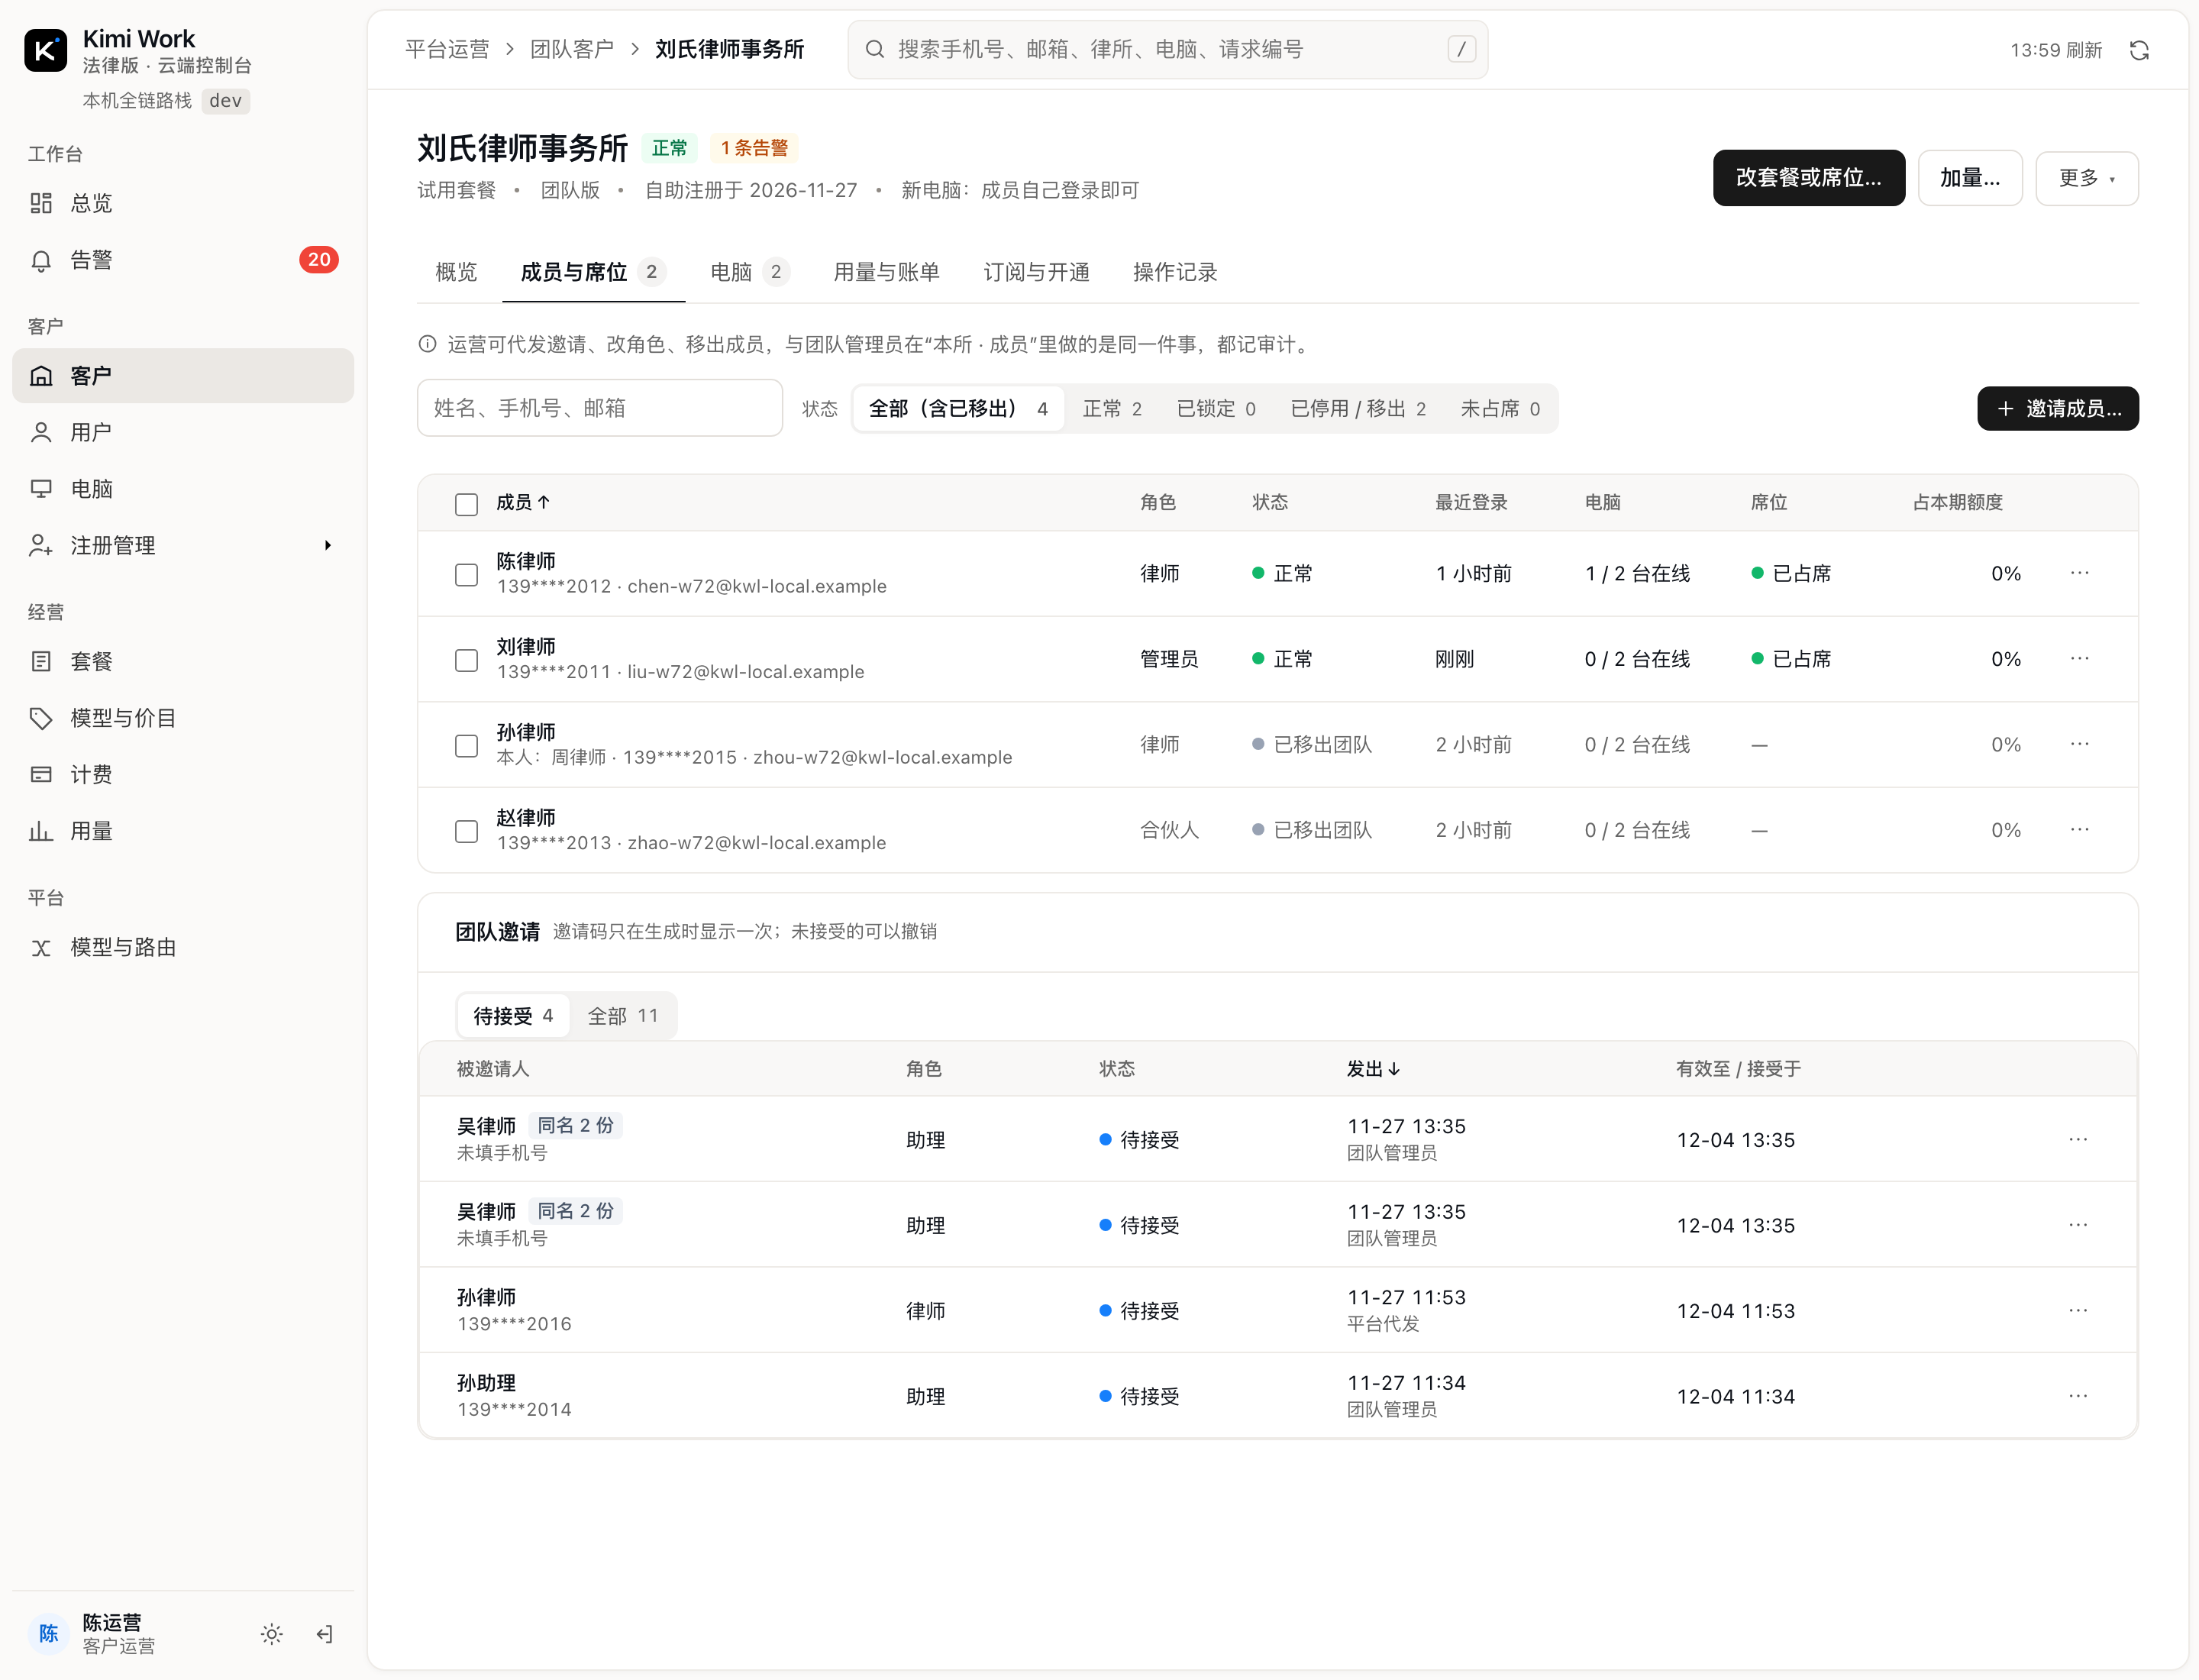 Kimi Work
法律版 · 云端控制台
本机全链路栈 dev
工作台
总览
告警 20
客户
客户
用户
电脑
注册管理
经营
套餐
模型与价目
计费
用量
平台
模型与路由
陈 陈运营
客户运营
平台运营 > 团队客户 > 刘氏律师事务所
搜索手机号、邮箱、律所、电脑、请求编号 /
13:59 刷新
刘氏律师事务所 正常 1 条告警
试用套餐 • 团队版 • 自助注册于 2026-11-27 • 新电脑：成员自己登录即可
改套餐或席位... 加量... 更多
概览 成员与席位 2 电脑 2 用量与账单 订阅与开通 操作记录
运营可代发邀请、改角色、移出成员，与团队管理员在“本所 · 成员”里做的是同一件事，都记审计。
姓名、手机号、邮箱 状态 全部（含已移出） 4 正常 2 已锁定 0 已停用 / 移出 2 未占席 0
+ 邀请成员...
成员 ↑ 角色 状态 最近登录 电脑 席位 占本期额度
陈律师
139****2012 · chen-w72@kwl-local.example
律师 正常 1 小时前 1 / 2 台在线 已占席 0% ...
刘律师
139****2011 · liu-w72@kwl-local.example
管理员 正常 刚刚 0 / 2 台在线 已占席 0% ...
孙律师
本人：周律师 · 139****2015 · zhou-w72@kwl-local.example
律师 已移出团队 2 小时前 0 / 2 台在线 — 0% ...
赵律师
139****2013 · zhao-w72@kwl-local.example
合伙人 已移出团队 2 小时前 0 / 2 台在线 — 0% ...
团队邀请 邀请码只在生成时显示一次；未接受的可以撤销
待接受 4 全部 11
被邀请人 角色 状态 发出 ↓ 有效至 / 接受于
吴律师 同名 2 份
未填手机号
助理 待接受 11-27 13:35
团队管理员
12-04 13:35 ...
吴律师 同名 2 份
未填手机号
助理 待接受 11-27 13:35
团队管理员
12-04 13:35 ...
孙律师
139****2016
律师 待接受 11-27 11:53
平台代发
12-04 11:53 ...
孙助理
139****2014
助理 待接受 11-27 11:34
团队管理员
12-04 11:34 ...